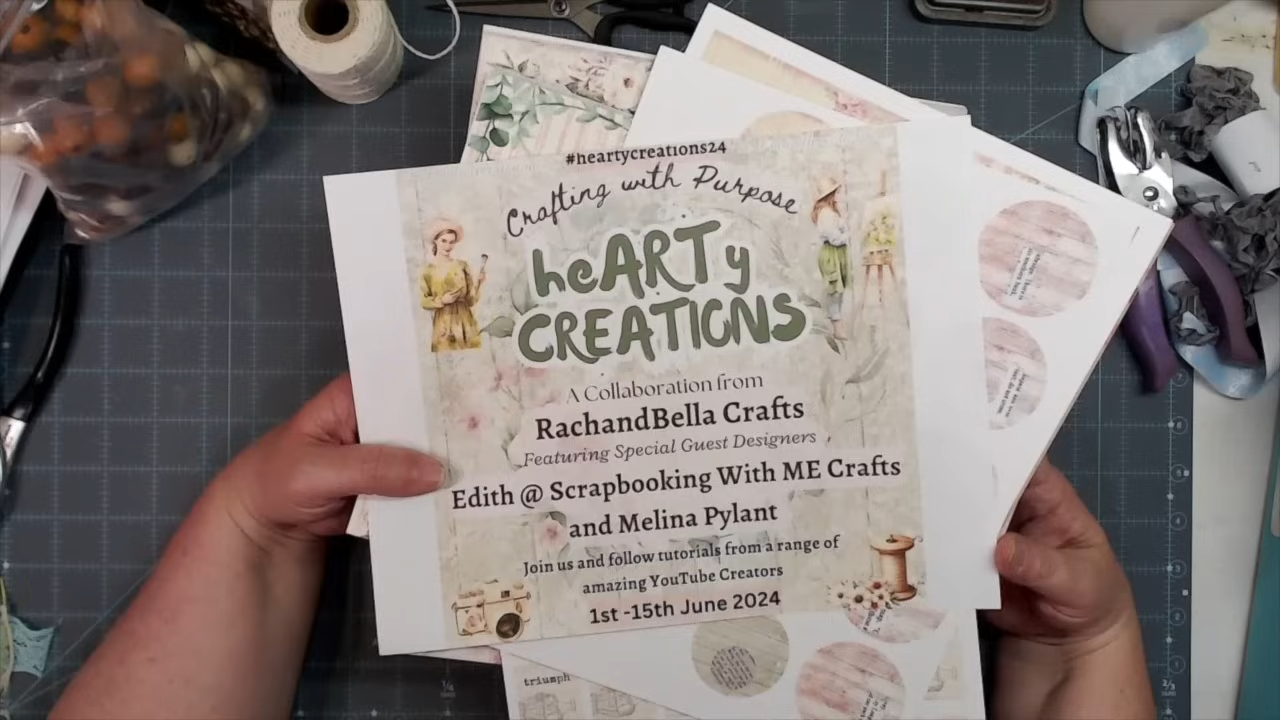 #heartycreations24
Crafting with Purpose
heARTy
CREATIONS
A Collaboration from
RachandBella Crafts
Featuring Special Guest Designers
Edith @ Scrapbooking With ME Crafts
and Melina Pylant
Join us and follow tutorials from a range of
amazing YouTube Creators
1st -15th June 2024
triumph